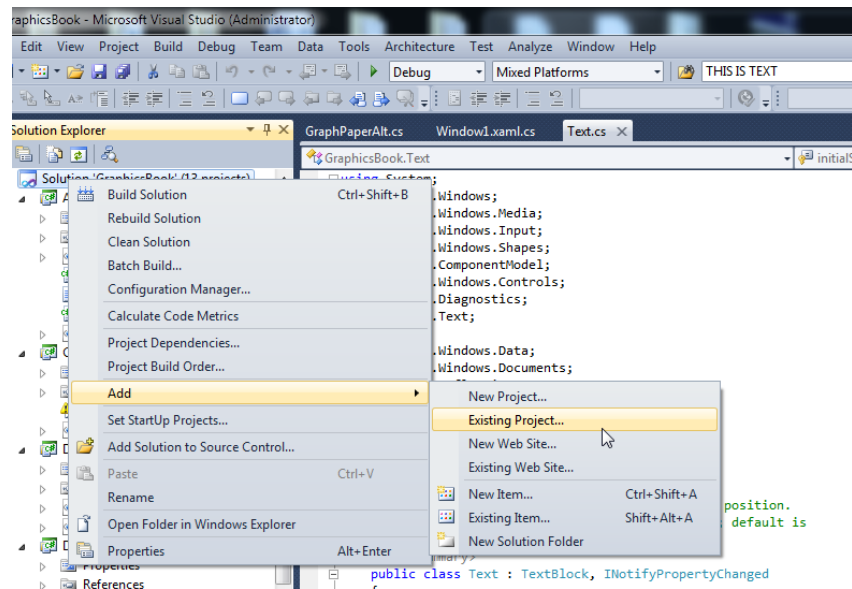 raphicsBook - Microsoft Visual Studio (Administrator)
Edit View Project Build Debug Team Data Tools Architecture Test Analyze Window Help
Debug Mixed Platforms THIS IS TEXT
Solution Explorer
GraphPaperAlt.cs Window1.xaml.cs Text.cs
GraphicsBook.Text initialS
Solution 'GraphicsBook' (13 projects)
using System;
Build Solution Ctrl+Shift+B
.Windows;
Rebuild Solution
.Windows.Media;
.Windows.Input;
Clean Solution
.Windows.Shapes;
Batch Build...
.ComponentModel;
.Windows.Controls;
Configuration Manager...
.Diagnostics;
Calculate Code Metrics
.Text;
Project Dependencies...
.Windows.Data;
Project Build Order...
.Windows.Documents;
Add
New Project...
Set StartUp Projects...
Existing Project...
Add Solution to Source Control...
New Web Site...
Paste Ctrl+V
Existing Web Site...
Rename
New Item... Ctrl+Shift+A
position.
Open Folder in Windows Explorer
Existing Item... Shift+Alt+A
default is
New Solution Folder
Properties Alt+Enter
Properties
public class Text : TextBlock, INotifyPropertyChanged
References